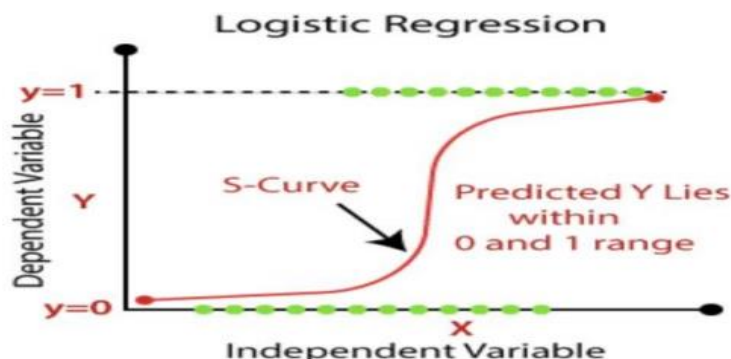 Logistic Regression
y=1
Dependent Variable
Y
S-Curve
Predicted Y Lies
within
0 and 1 range
y=0
X
Independent Variable